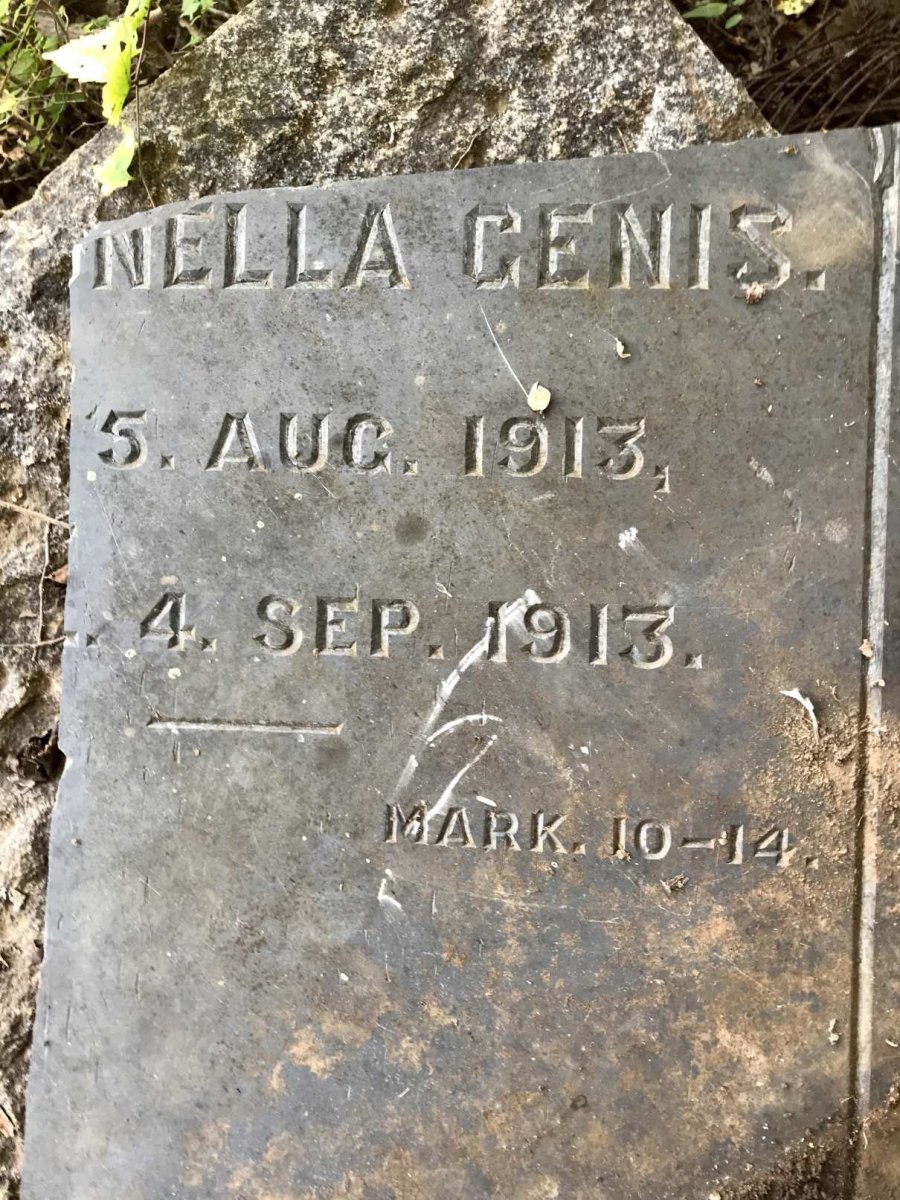 NELLA GENIS.
5. AUG. 1913,
. 4. SEP. 1913.
MARK. 10-14.